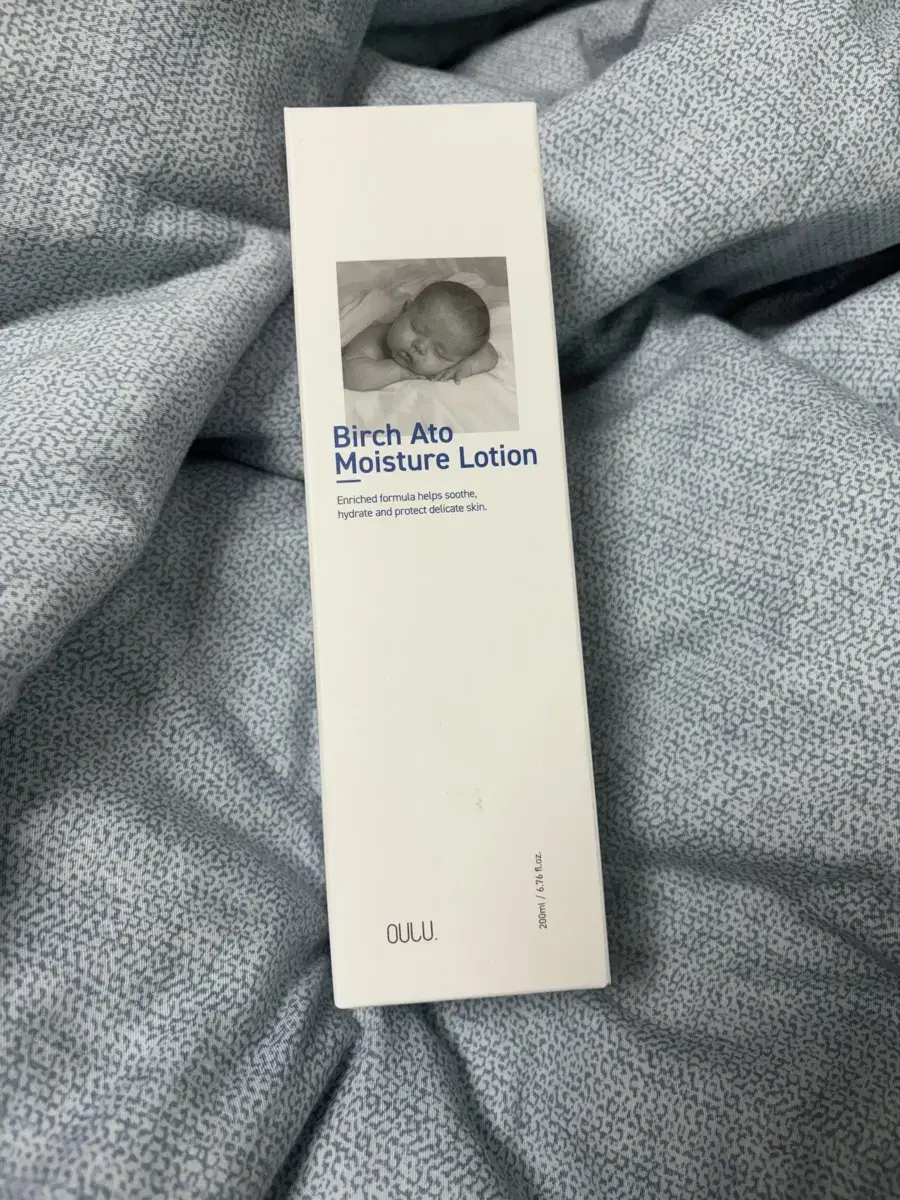 Birch Ato
Moisture Lotion
Enriched formula helps soothe,
hydrate and protect delicate skin.
200ml / 6.76 fl.oz.
OULU.